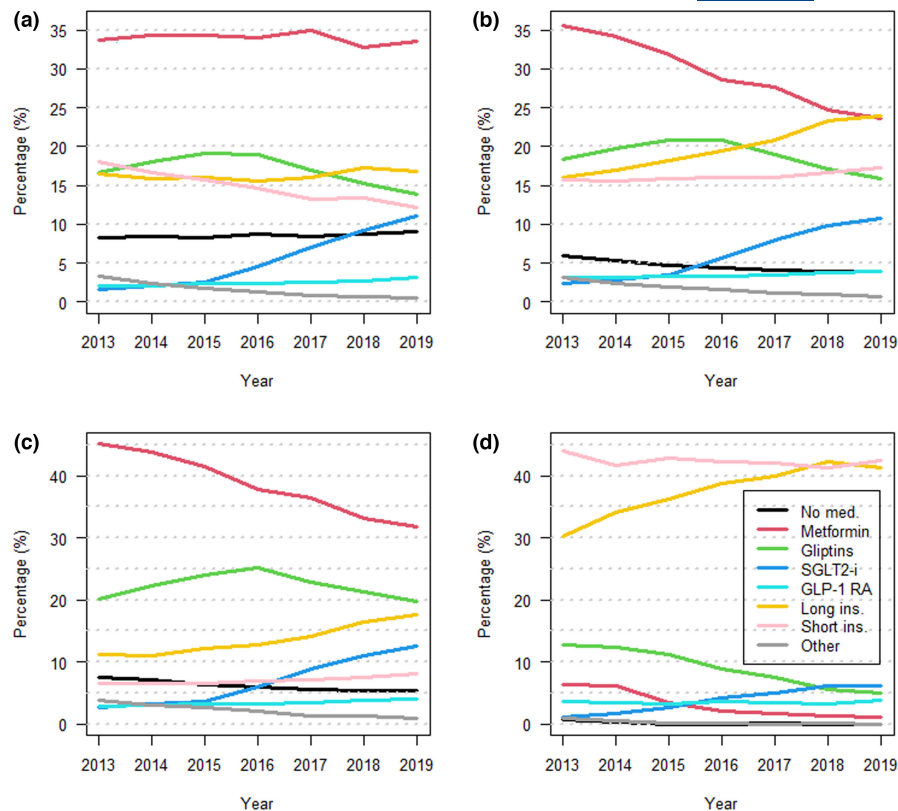 (a)
Percentage (%)
35
30
25
20
15
10
5
0
2013 2014 2015 2016 2017 2018 2019
Year
(b)
Percentage (%)
35
30
25
20
15
10
5
0
2013 2014 2015 2016 2017 2018 2019
Year
(c)
Percentage (%)
40
30
20
10
0
2013 2014 2015 2016 2017 2018 2019
Year
(d)
Percentage (%)
40
30
20
10
0
No med.
Metformin
Gliptins
SGLT2-i
GLP-1 RA
Long ins.
Short ins.
Other
2013 2014 2015 2016 2017 2018 2019
Year